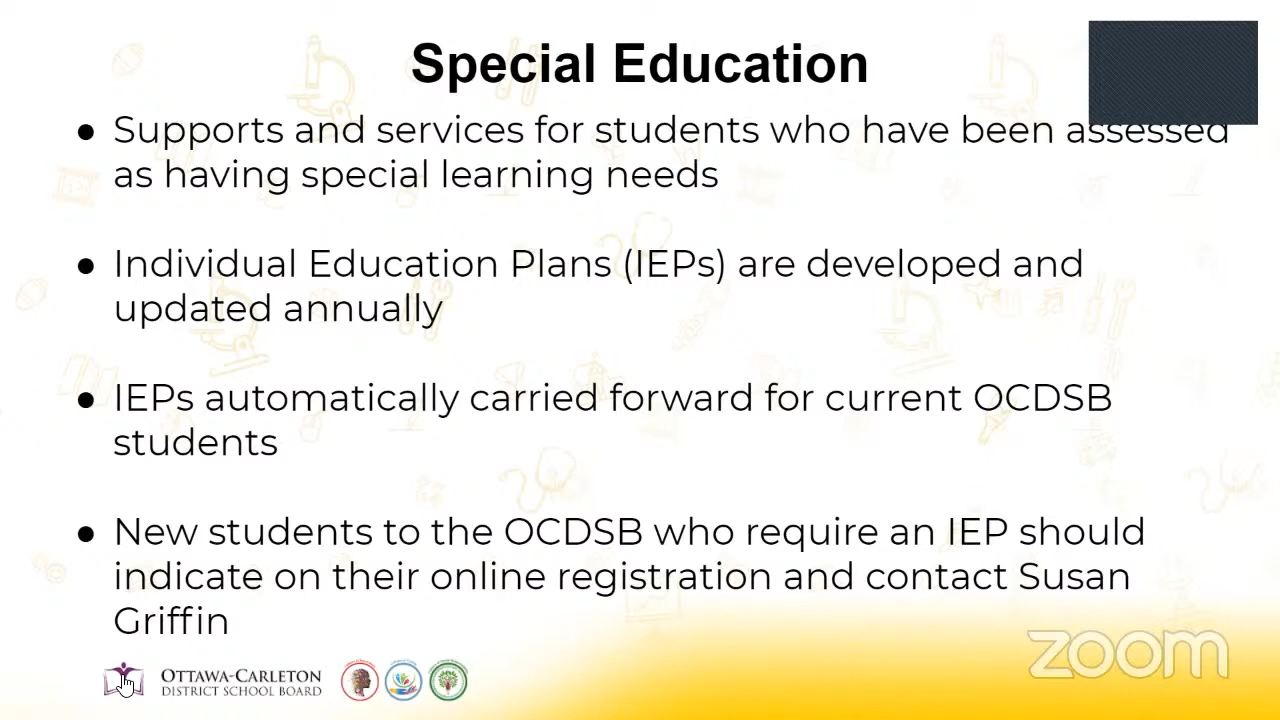 Special Education
● Supports and services for students who have been assessed
as having special learning needs
● Individual Education Plans (IEPs) are developed and
updated annually
● IEPs automatically carried forward for current OCDSB
students
● New students to the OCDSB who require an IEP should
indicate on their online registration and contact Susan
Griffin
zoom
OTTAWA-CARLETON
DISTRICT SCHOOL BOARD